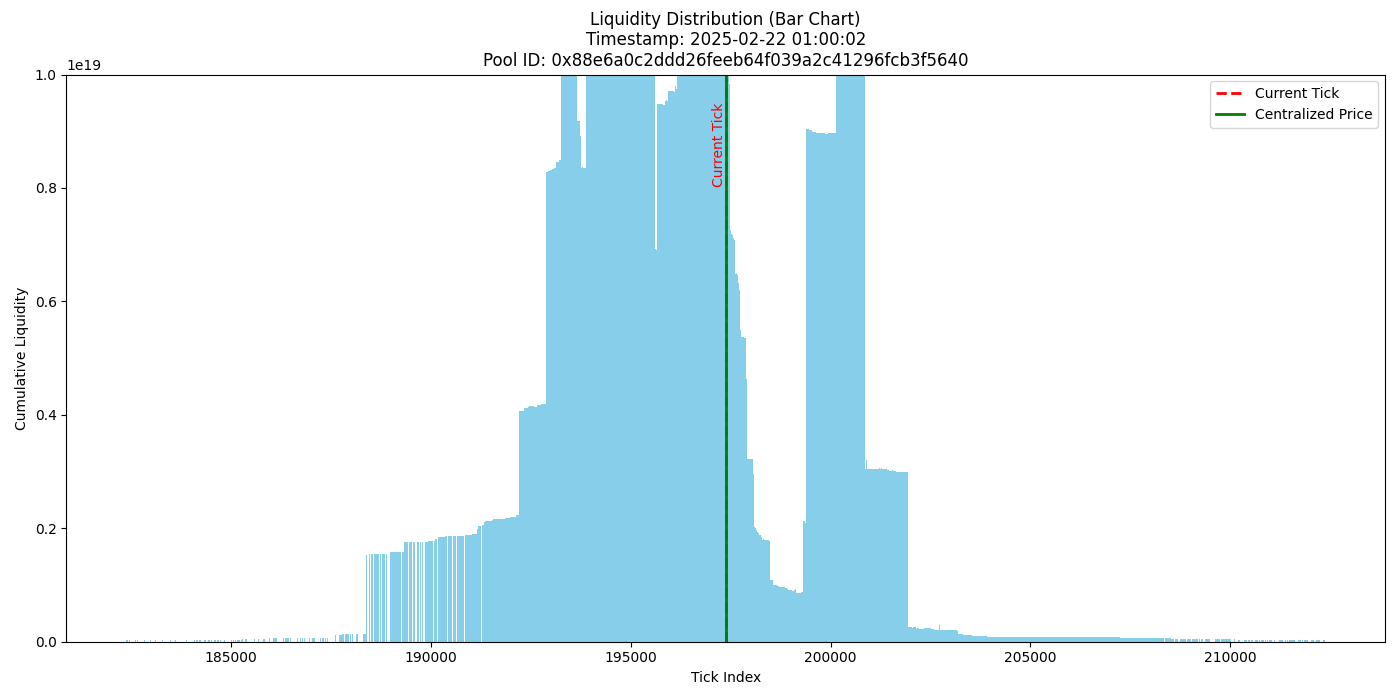 Liquidity Distribution (Bar Chart)
Timestamp: 2025-02-22 01:00:02
Pool ID: 0x88e6a0c2ddd26feeb64f039a2c41296fcb3f5640
1e19
1.0
0.8
0.6
0.4
0.2
0.0
Cumulative Liquidity
Current Tick
Current Tick
Centralized Price
185000
190000
195000
200000
205000
210000
Tick Index